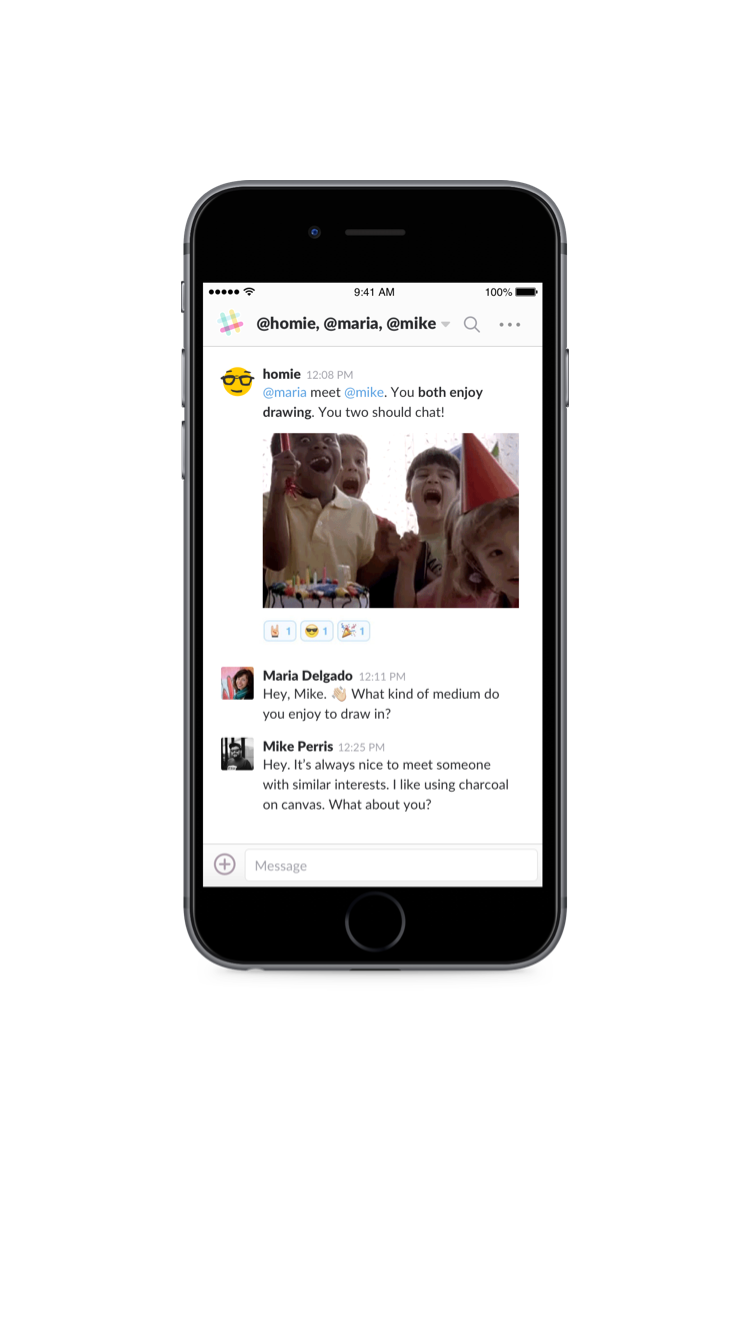 9:41 AM 100%
@homie, @maria, @mike
homie 12:08 PM
@maria meet @mike. You both enjoy
drawing. You two should chat!
1 1 1
Maria Delgado 12:11 PM
Hey, Mike. 👋🏼 What kind of medium do
you enjoy to draw in?
Mike Perris 12:25 PM
Hey. It’s always nice to meet someone
with similar interests. I like using charcoal
on canvas. What about you?
Message